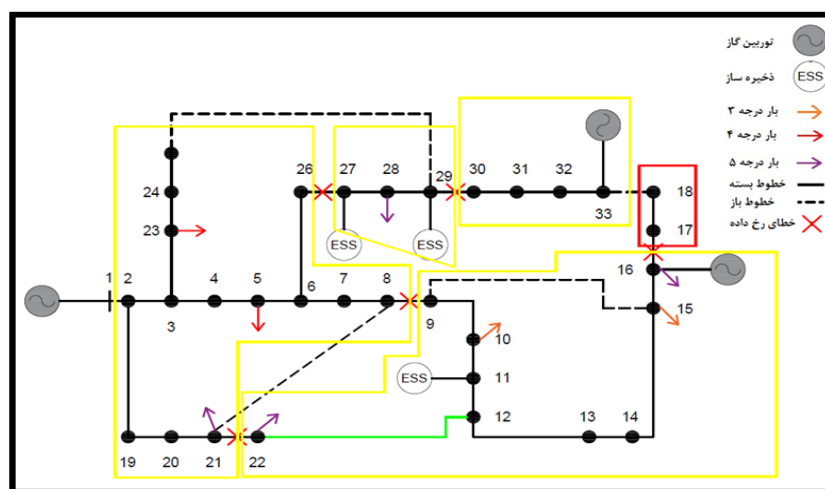 توربین گاز
ESS
ذخیره ساز
بار درجه ۳
بار درجه ۴
بار درجه ۵
خطوط بسته
خطوط باز
خطای رخ داده
26 27 28 29 30 31 32
33
18
17
24
23
ESS ESS
16
1 2
5
3 4 6 7 8 9
15
10
ESS
11
12
13 14
19 20 21 22